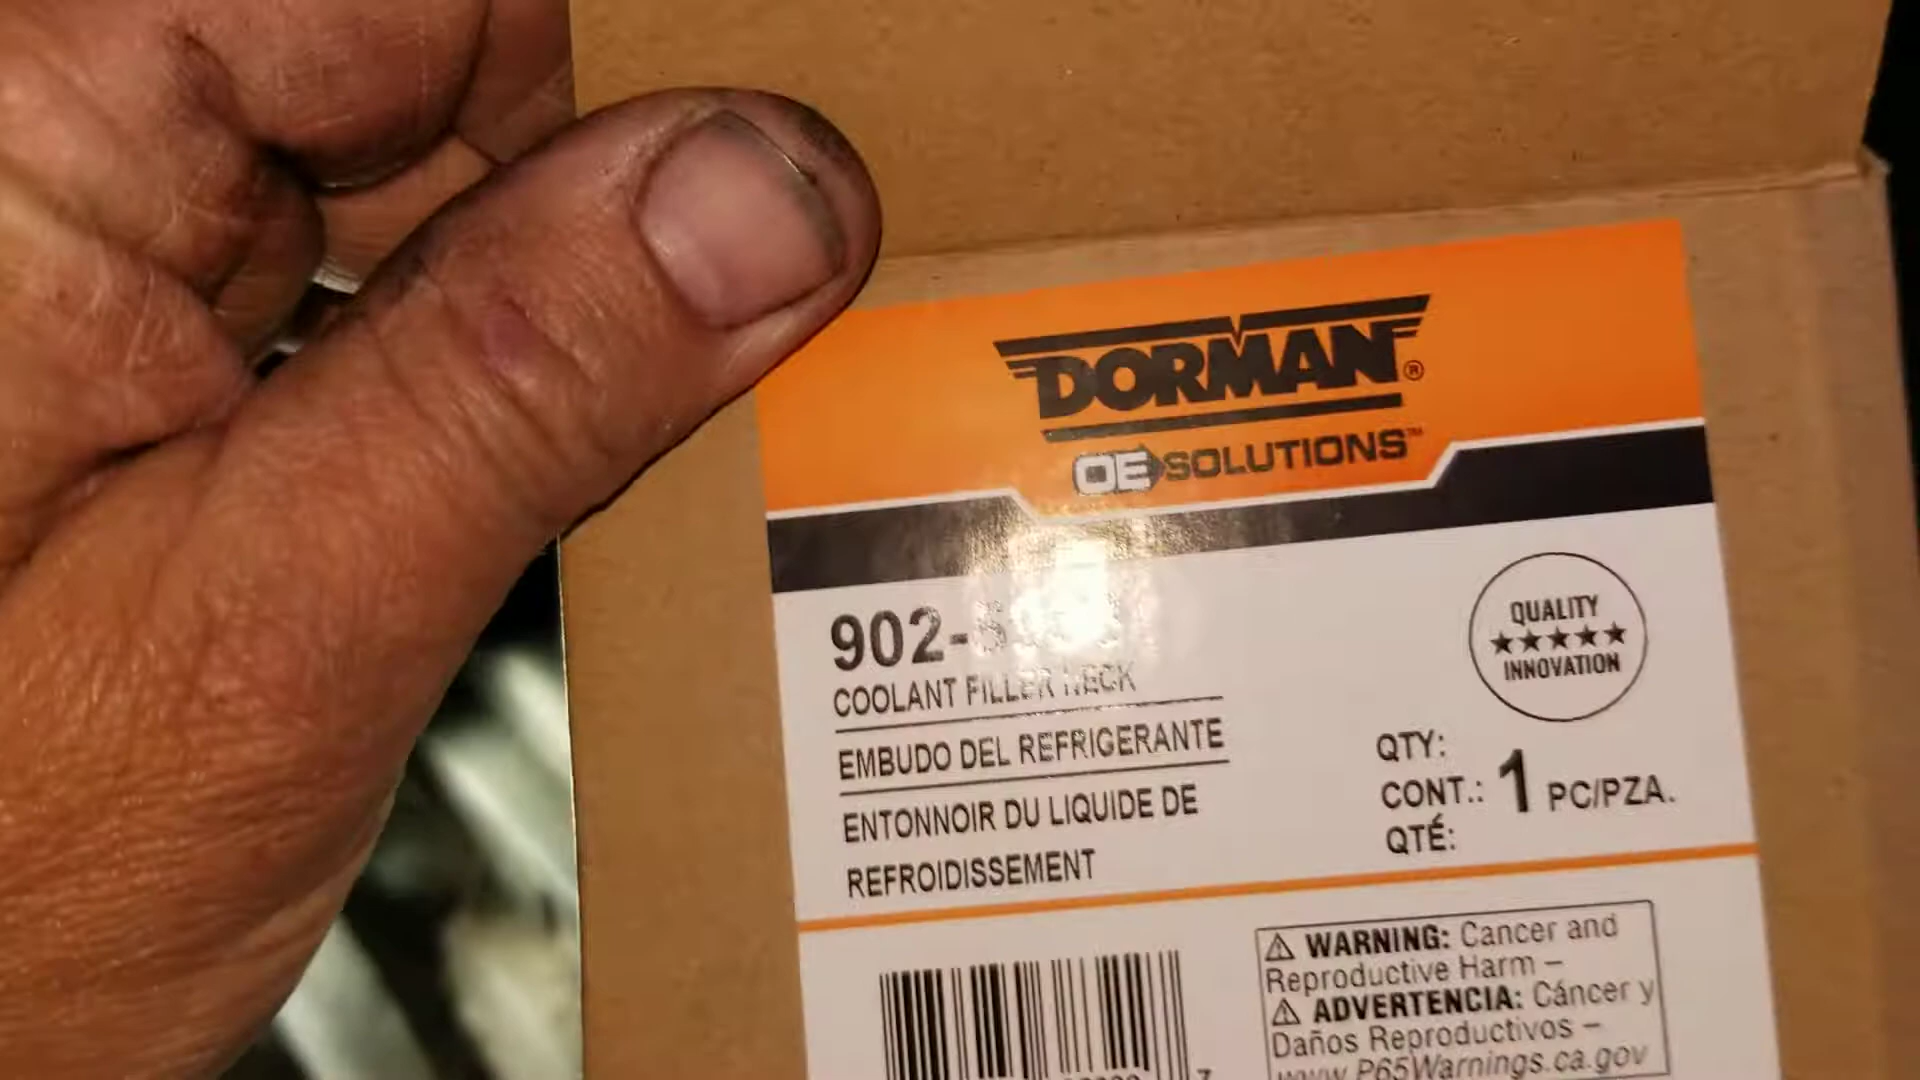 DORMAN®
OE SOLUTIONS™
COOLANT FILLER NECK
EMBUDO DEL REFRIGERANTE
ENTONNOIR DU LIQUIDE DE
REFROIDISSEMENT
QUALITY
★★★★★
INNOVATION
QTY:
CONT.: 1 PC/PZA.
QTÉ:
⚠ WARNING: Cancer and
Reproductive Harm –
⚠ ADVERTENCIA: Cáncer y
Daños Reproductivos –
www.P65Warnings.ca.gov